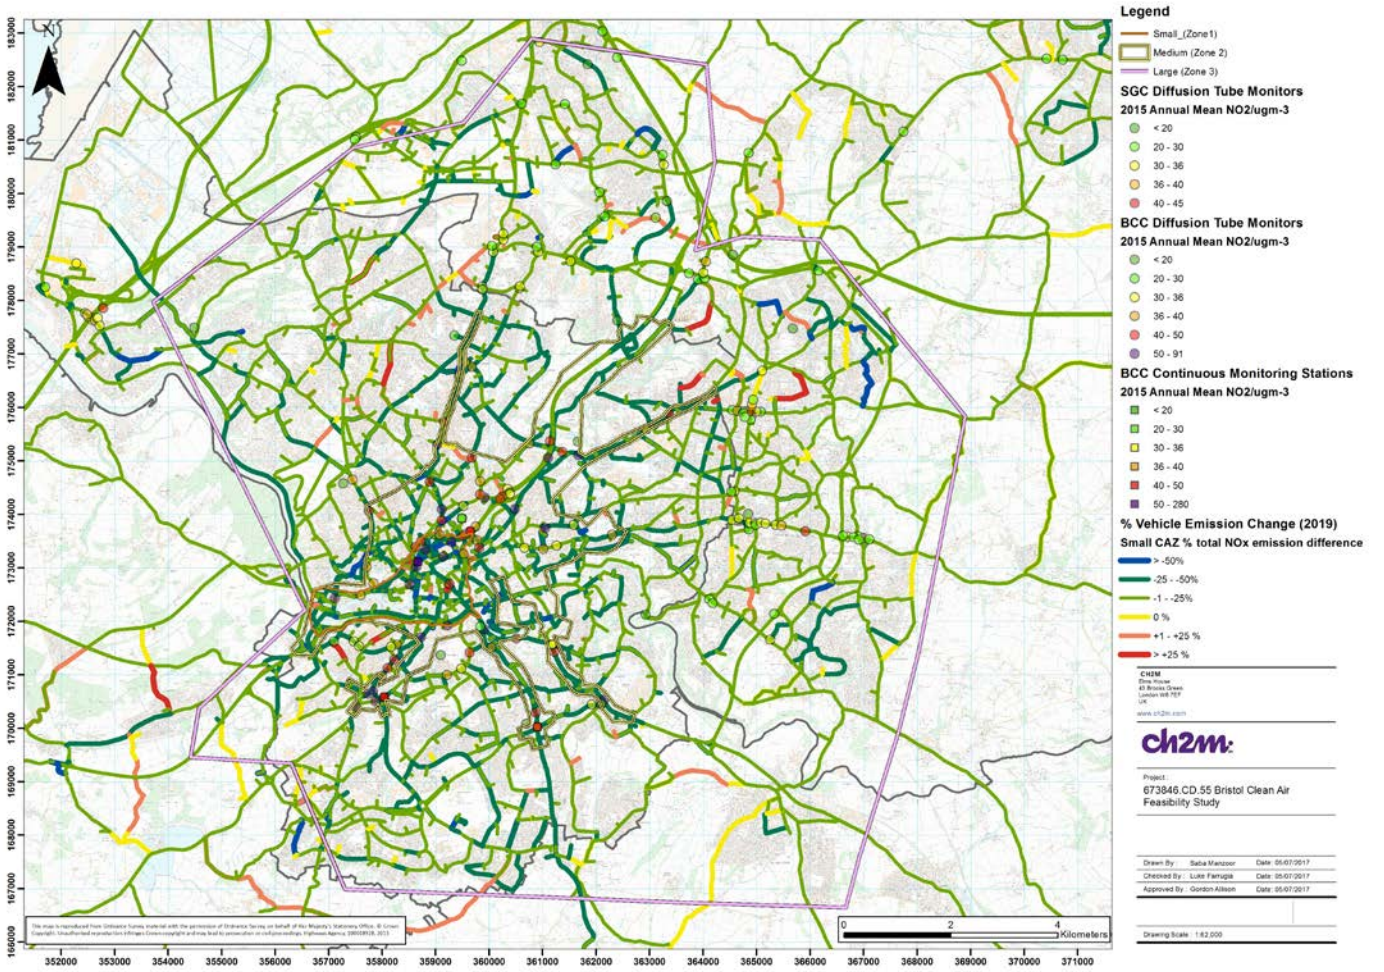 N
183000
182000
181000
180000
179000
178000
177000
176000
175000
174000
173000
172000
171000
170000
169000
168000
167000
166000
352000 353000 354000 355000 356000 357000 358000 359000 360000 361000 362000 363000 364000 365000 366000 367000 368000 369000 370000 371000
0 2 4
Kilometers
Legend
Small_(Zone1)
Medium (Zone 2)
Large (Zone 3)
SGC Diffusion Tube Monitors
2015 Annual Mean NO2/ugm-3
< 20
20 - 30
30 - 36
36 - 40
40 - 45
BCC Diffusion Tube Monitors
2015 Annual Mean NO2/ugm-3
< 20
20 - 30
30 - 36
36 - 40
40 - 50
50 - 91
BCC Continuous Monitoring Stations
2015 Annual Mean NO2/ugm-3
< 20
20 - 30
30 - 36
36 - 40
40 - 50
50 - 280
% Vehicle Emission Change (2019)
Small CAZ % total NOx emission difference
> -50%
-25 - -50%
-1 - -25%
0 %
+1 - +25 %
> +25 %
CH2M
Elms House
43 Brooks Green
London W6 7EF
UK
www.ch2m.com
ch2m:
Project :
673846.CD.55 Bristol Clean Air
Feasibility Study
Drawn By : Saba Manzoor Date: 05/07/2017
Checked By : Luke Farrugia Date: 05/07/2017
Approved By : Gordon Allison Date: 05/07/2017
Drawing Scale : 1:62,000